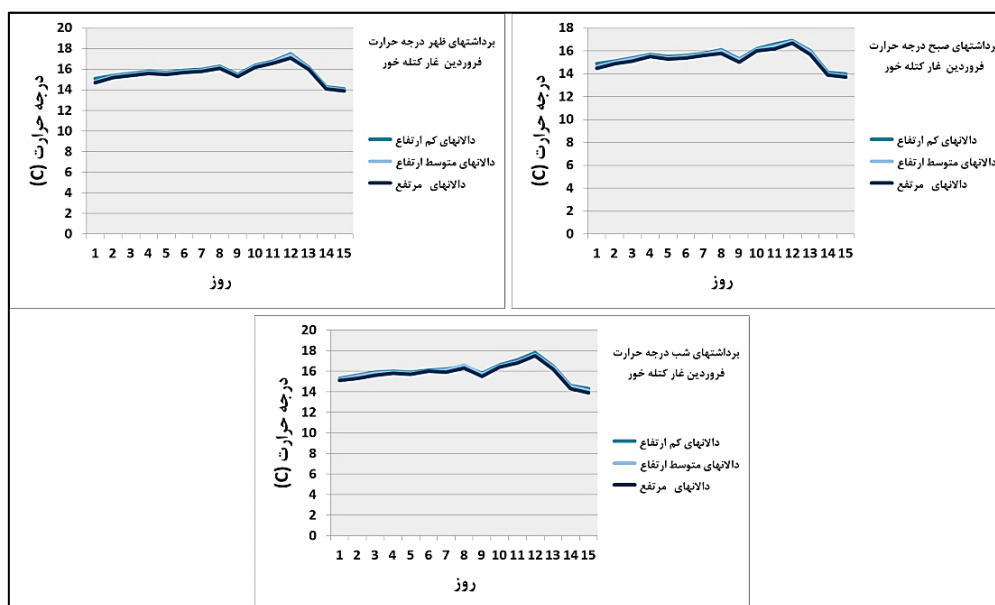 برداشتهای صبح درجه حرارت
فروردین غار کتله خور
درجه حرارت (C)
18
16
14
12
10
8
6
4
2
0
1 2 3 4 5 6 7 8 9 10 11 12 13 14 15
روز
دالانهای کم ارتفاع
دالانهای متوسط ارتفاع
دالانهای مرتفع
برداشتهای ظهر درجه حرارت
فروردین غار کتله خور
درجه حرارت (C)
20
18
16
14
12
10
8
6
4
2
0
1 2 3 4 5 6 7 8 9 10 11 12 13 14 15
روز
دالانهای کم ارتفاع
دالانهای متوسط ارتفاع
دالانهای مرتفع
برداشتهای شب درجه حرارت
فروردین غار کتله خور
درجه حرارت (C)
20
18
16
14
12
10
8
6
4
2
0
1 2 3 4 5 6 7 8 9 10 11 12 13 14 15
روز
دالانهای کم ارتفاع
دالانهای متوسط ارتفاع
دالانهای مرتفع